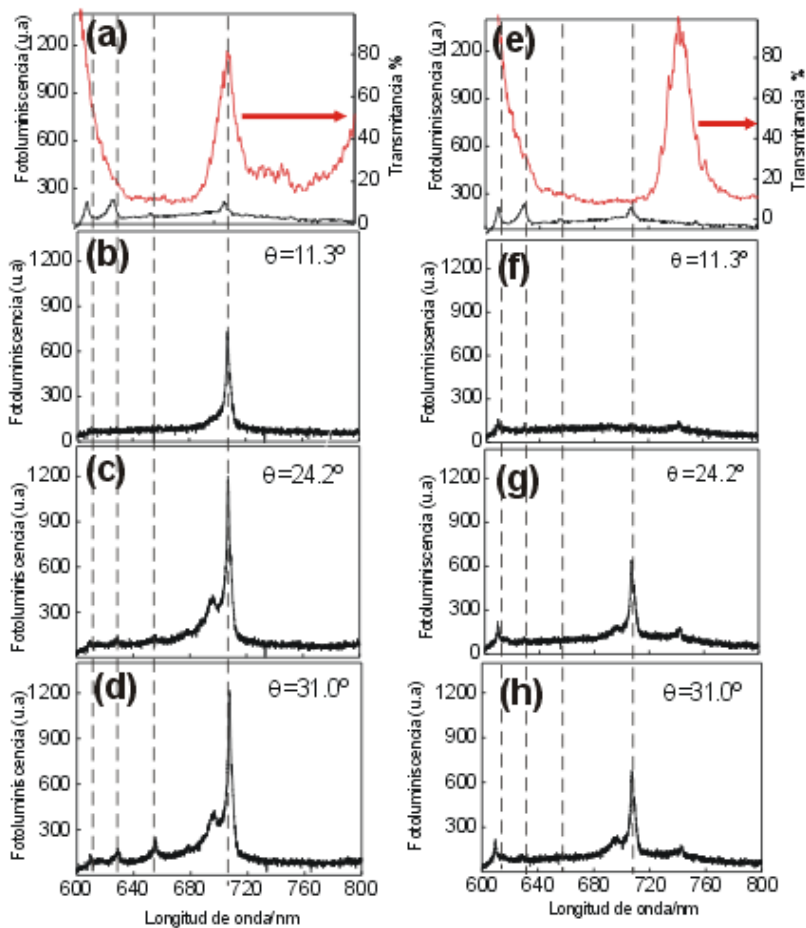 (a)
Fotoluminiscencia (u.a)
1200
900
600
300
80
60
40
20
0
Transmitancia %
(b)
θ=11.3º
Fotoluminiscencia (u.a)
1200
900
600
300
0
(c)
θ=24.2º
Fotoluminiscencia (u.a)
1200
900
600
300
(d)
θ=31.0º
Fotoluminiscencia (u.a)
1200
900
600
300
600 640 680 720 760 800
Longitud de onda/nm
(e)
Fotoluminiscencia (u.a)
1200
900
600
300
80
60
40
20
0
Transmitancia %
(f)
θ=11.3º
Fotoluminiscencia (u.a)
1200
900
600
300
0
(g)
θ=24.2º
Fotoluminiscencia (u.a)
1200
900
600
300
0
(h)
θ=31.0º
Fotoluminiscencia (u.a)
1200
900
600
300
600 640 720 760 800
Longitud de onda/nm